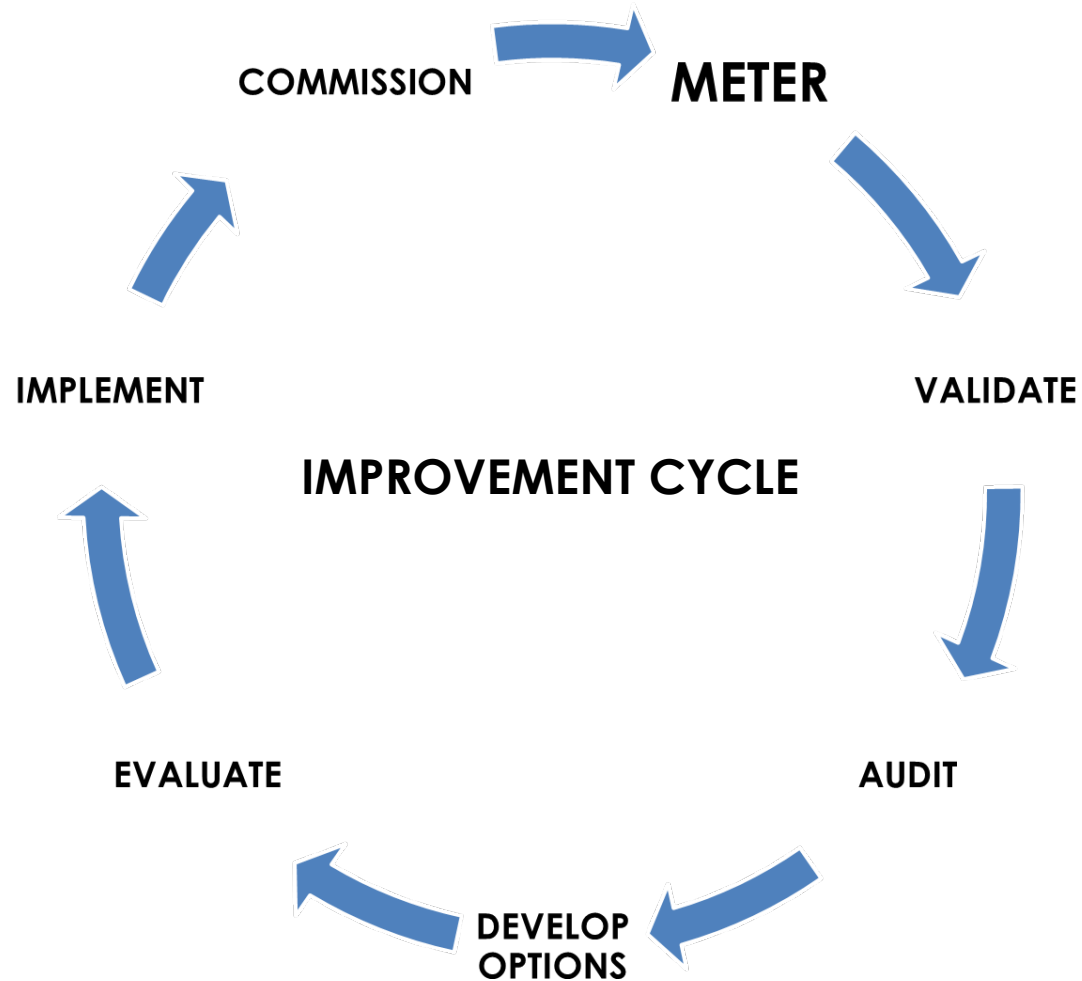 COMMISSION
METER
VALIDATE
AUDIT
DEVELOP
OPTIONS
EVALUATE
IMPLEMENT
IMPROVEMENT CYCLE